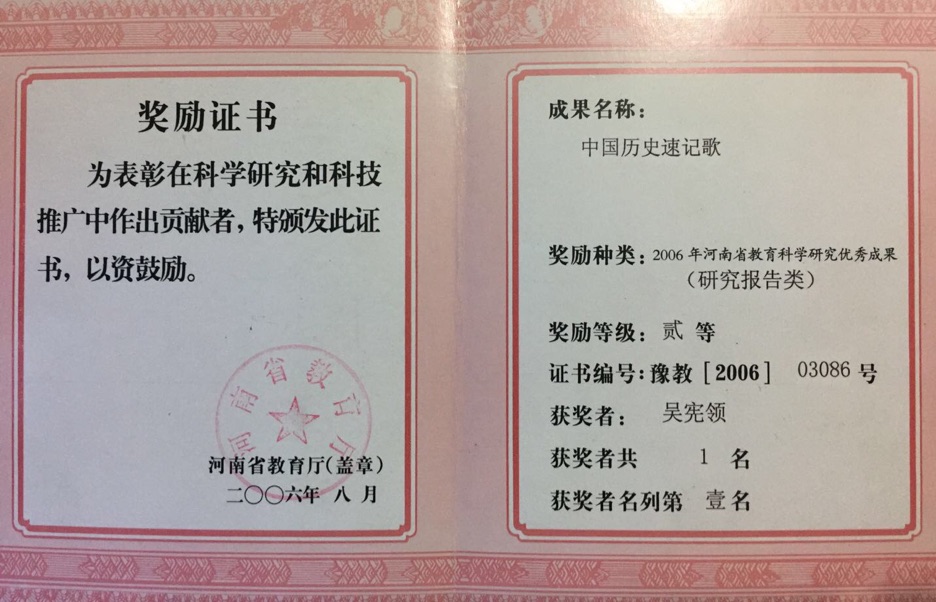 奖励证书
为表彰在科学研究和科技
推广中作出贡献者，特颁发此证
书，以资鼓励。
河南省教育厅
河南省教育厅（盖章）
二〇〇六年 八 月
成果名称：
中国历史速记歌
奖励种类：2006 年河南省教育科学研究优秀成果
（研究报告类）
奖励等级：贰 等
证书编号：豫教［2006］ 03086 号
获奖者： 吴宪领
获奖者共 1 名
获奖者名列第 壹 名